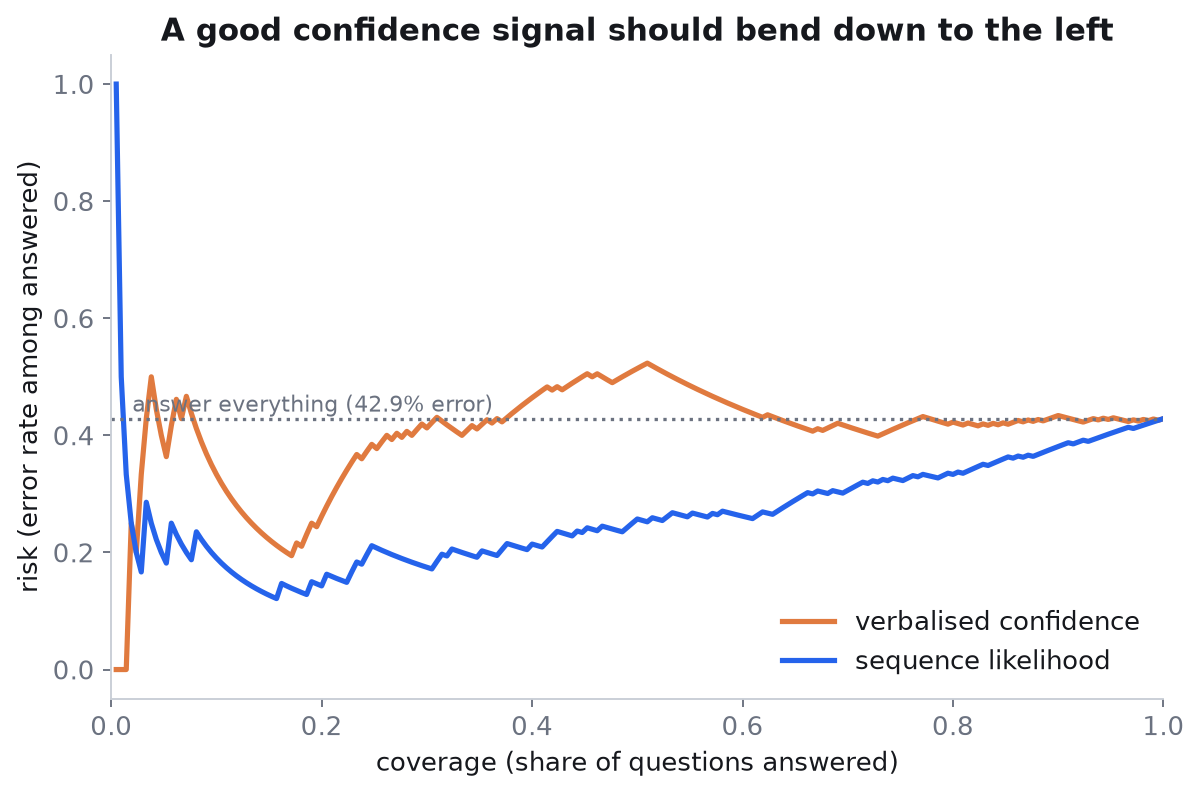 A good confidence signal should bend down to the left
risk (error rate among answered)
1.0
0.8
0.6
0.4
0.2
0.0
answer everything (42.9% error)
verbalised confidence
sequence likelihood
0.0 0.2 0.4 0.6 0.8 1.0
coverage (share of questions answered)